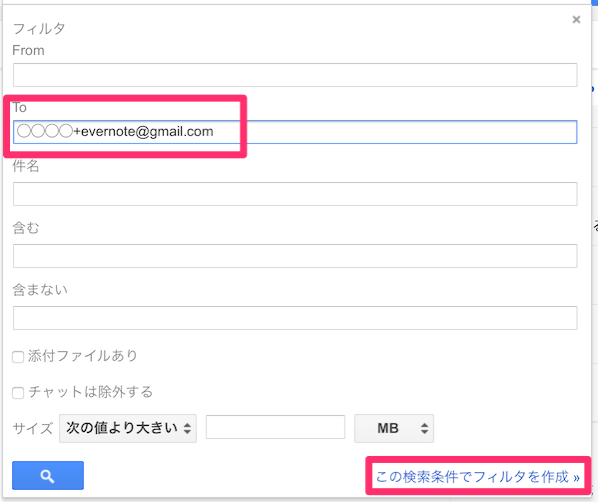 フィルタ
From
To
〇〇〇〇+evernote@gmail.com
件名
含む
含まない
添付ファイルあり
チャットは除外する
サイズ 次の値より大きい MB
この検索条件でフィルタを作成 »